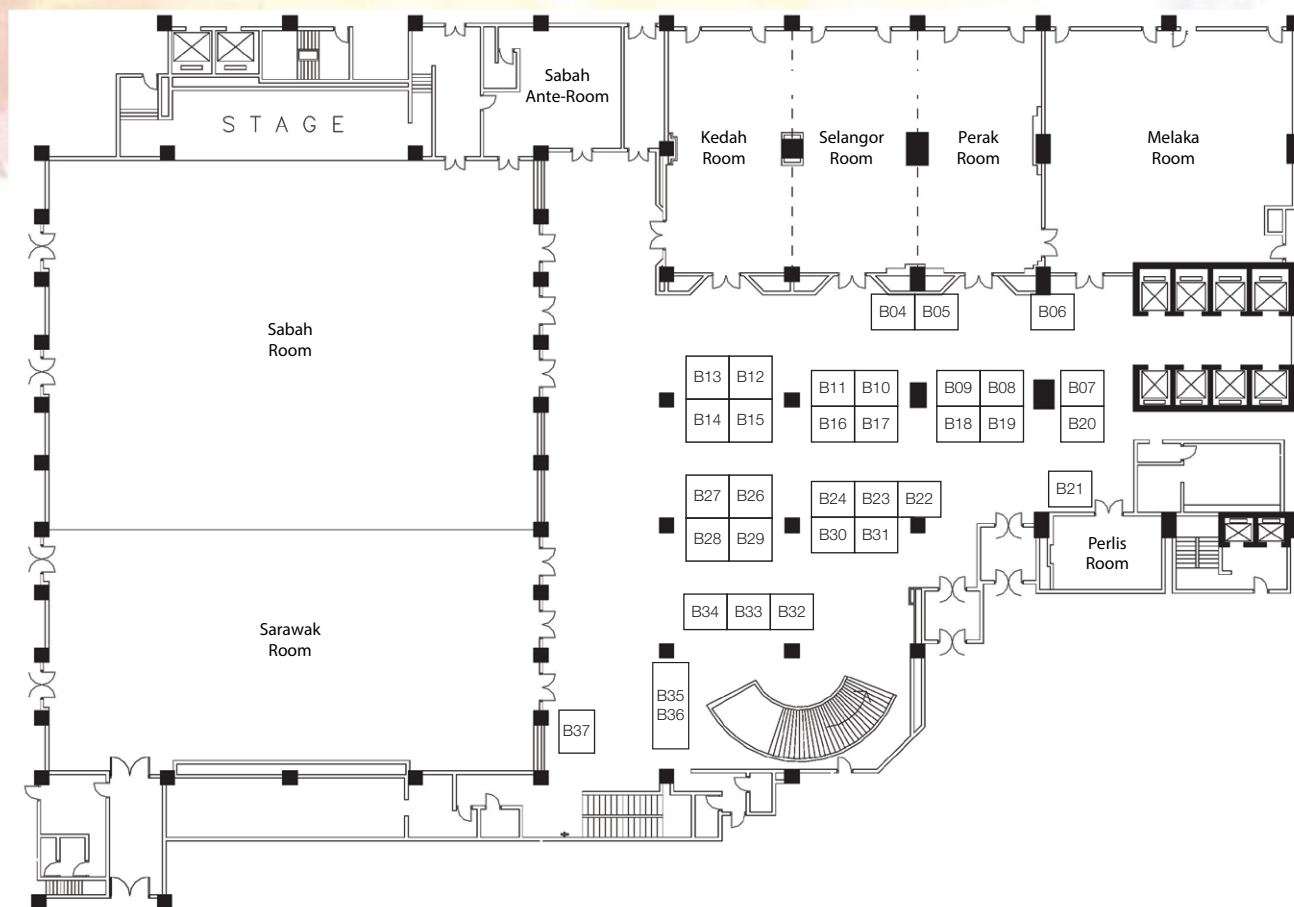 STAGE
Sabah
Ante-Room
Kedah
Room
Selangor
Room
Perak
Room
Melaka
Room
Sabah
Room
B04 B05 B06
B13 B12
B11 B10 B09 B08 B07
B14 B15 B16 B17 B18 B19 B20
B27 B26 B24 B23 B22 B21
B28 B29 B30 B31
Perlis
Room
B34 B33 B32
Sarawak
Room
B35
B36
B37